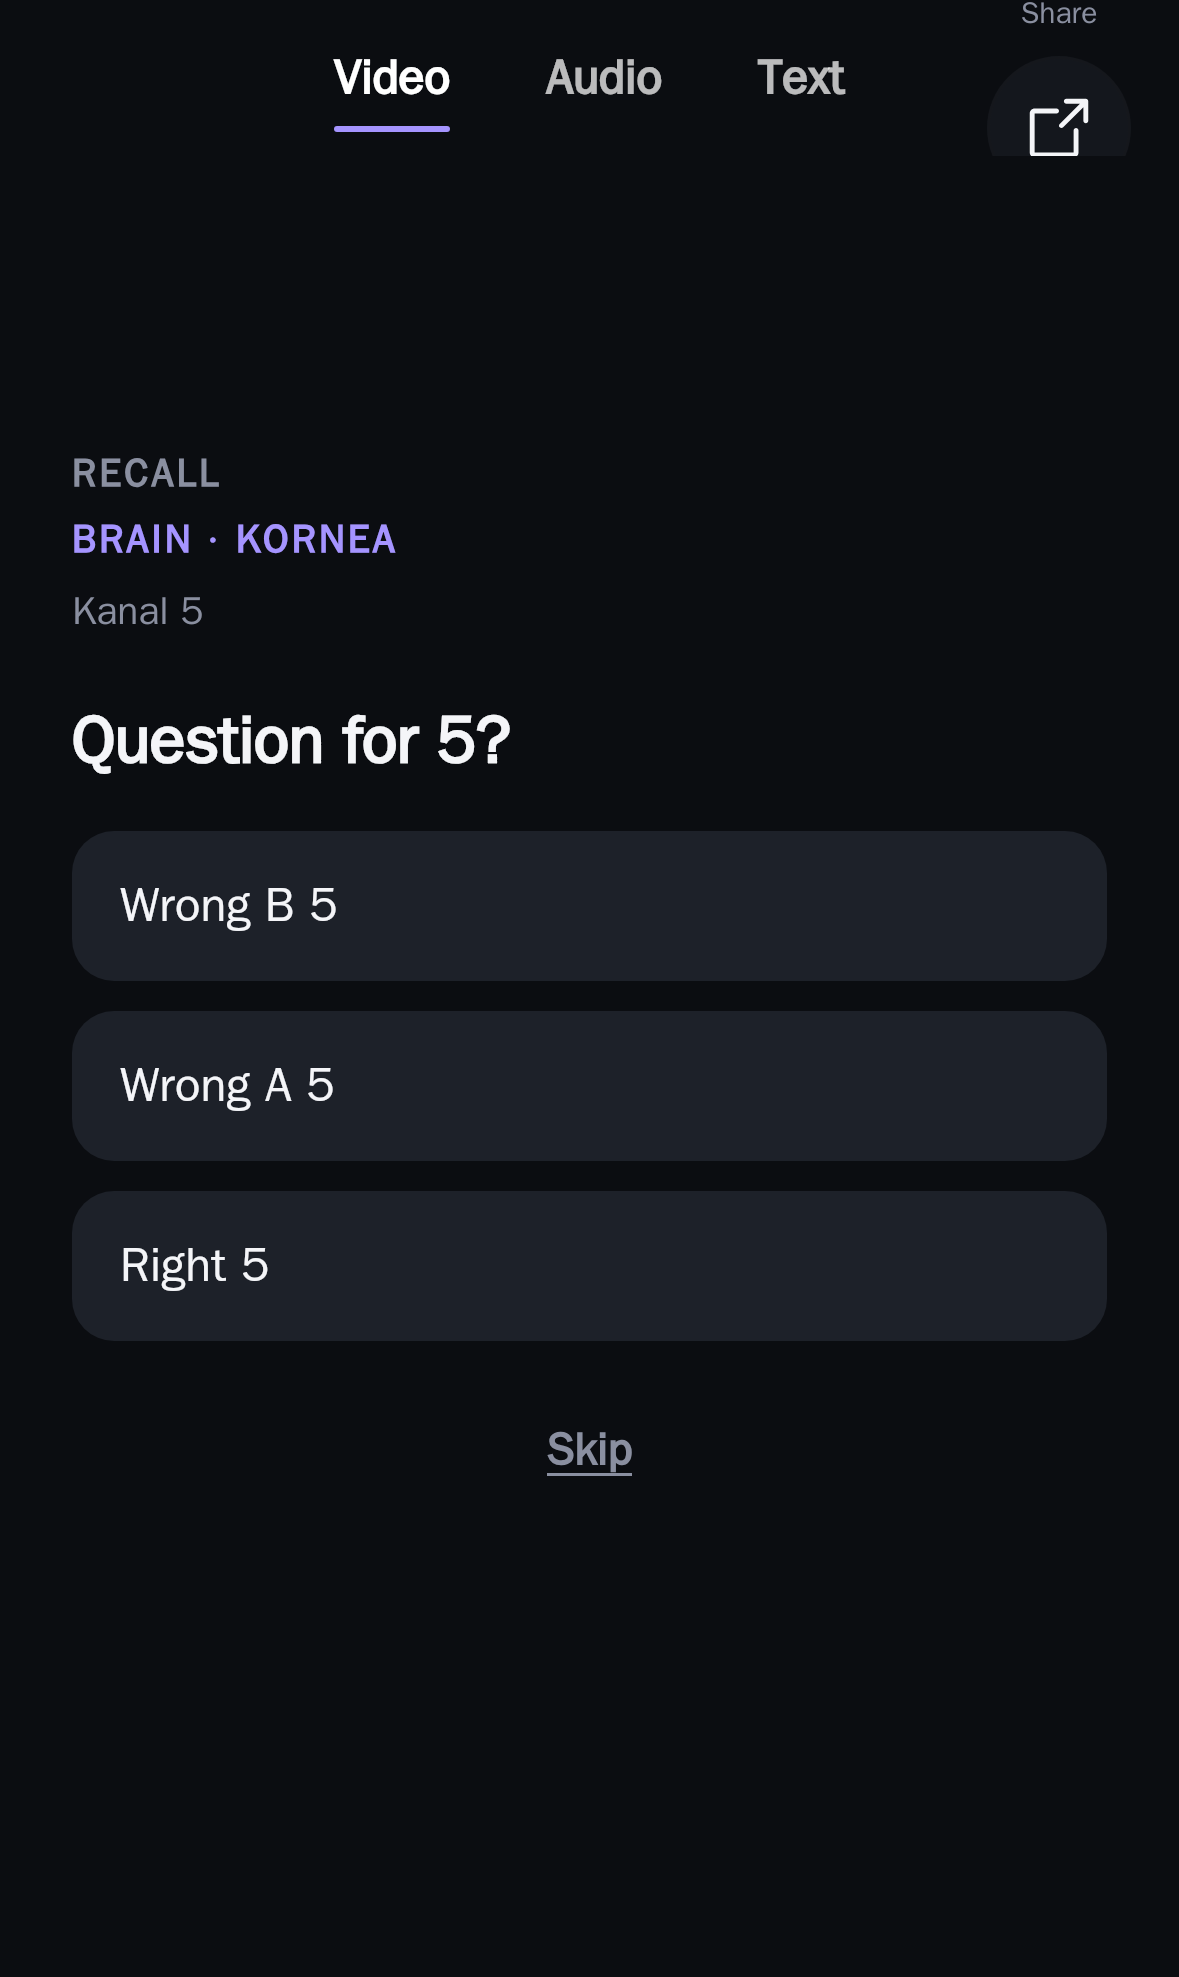 Share
Video Audio Text
RECALL
BRAIN · KORNEA
Kanal 5
Question for 5?
Wrong B 5
Wrong A 5
Right 5
Skip